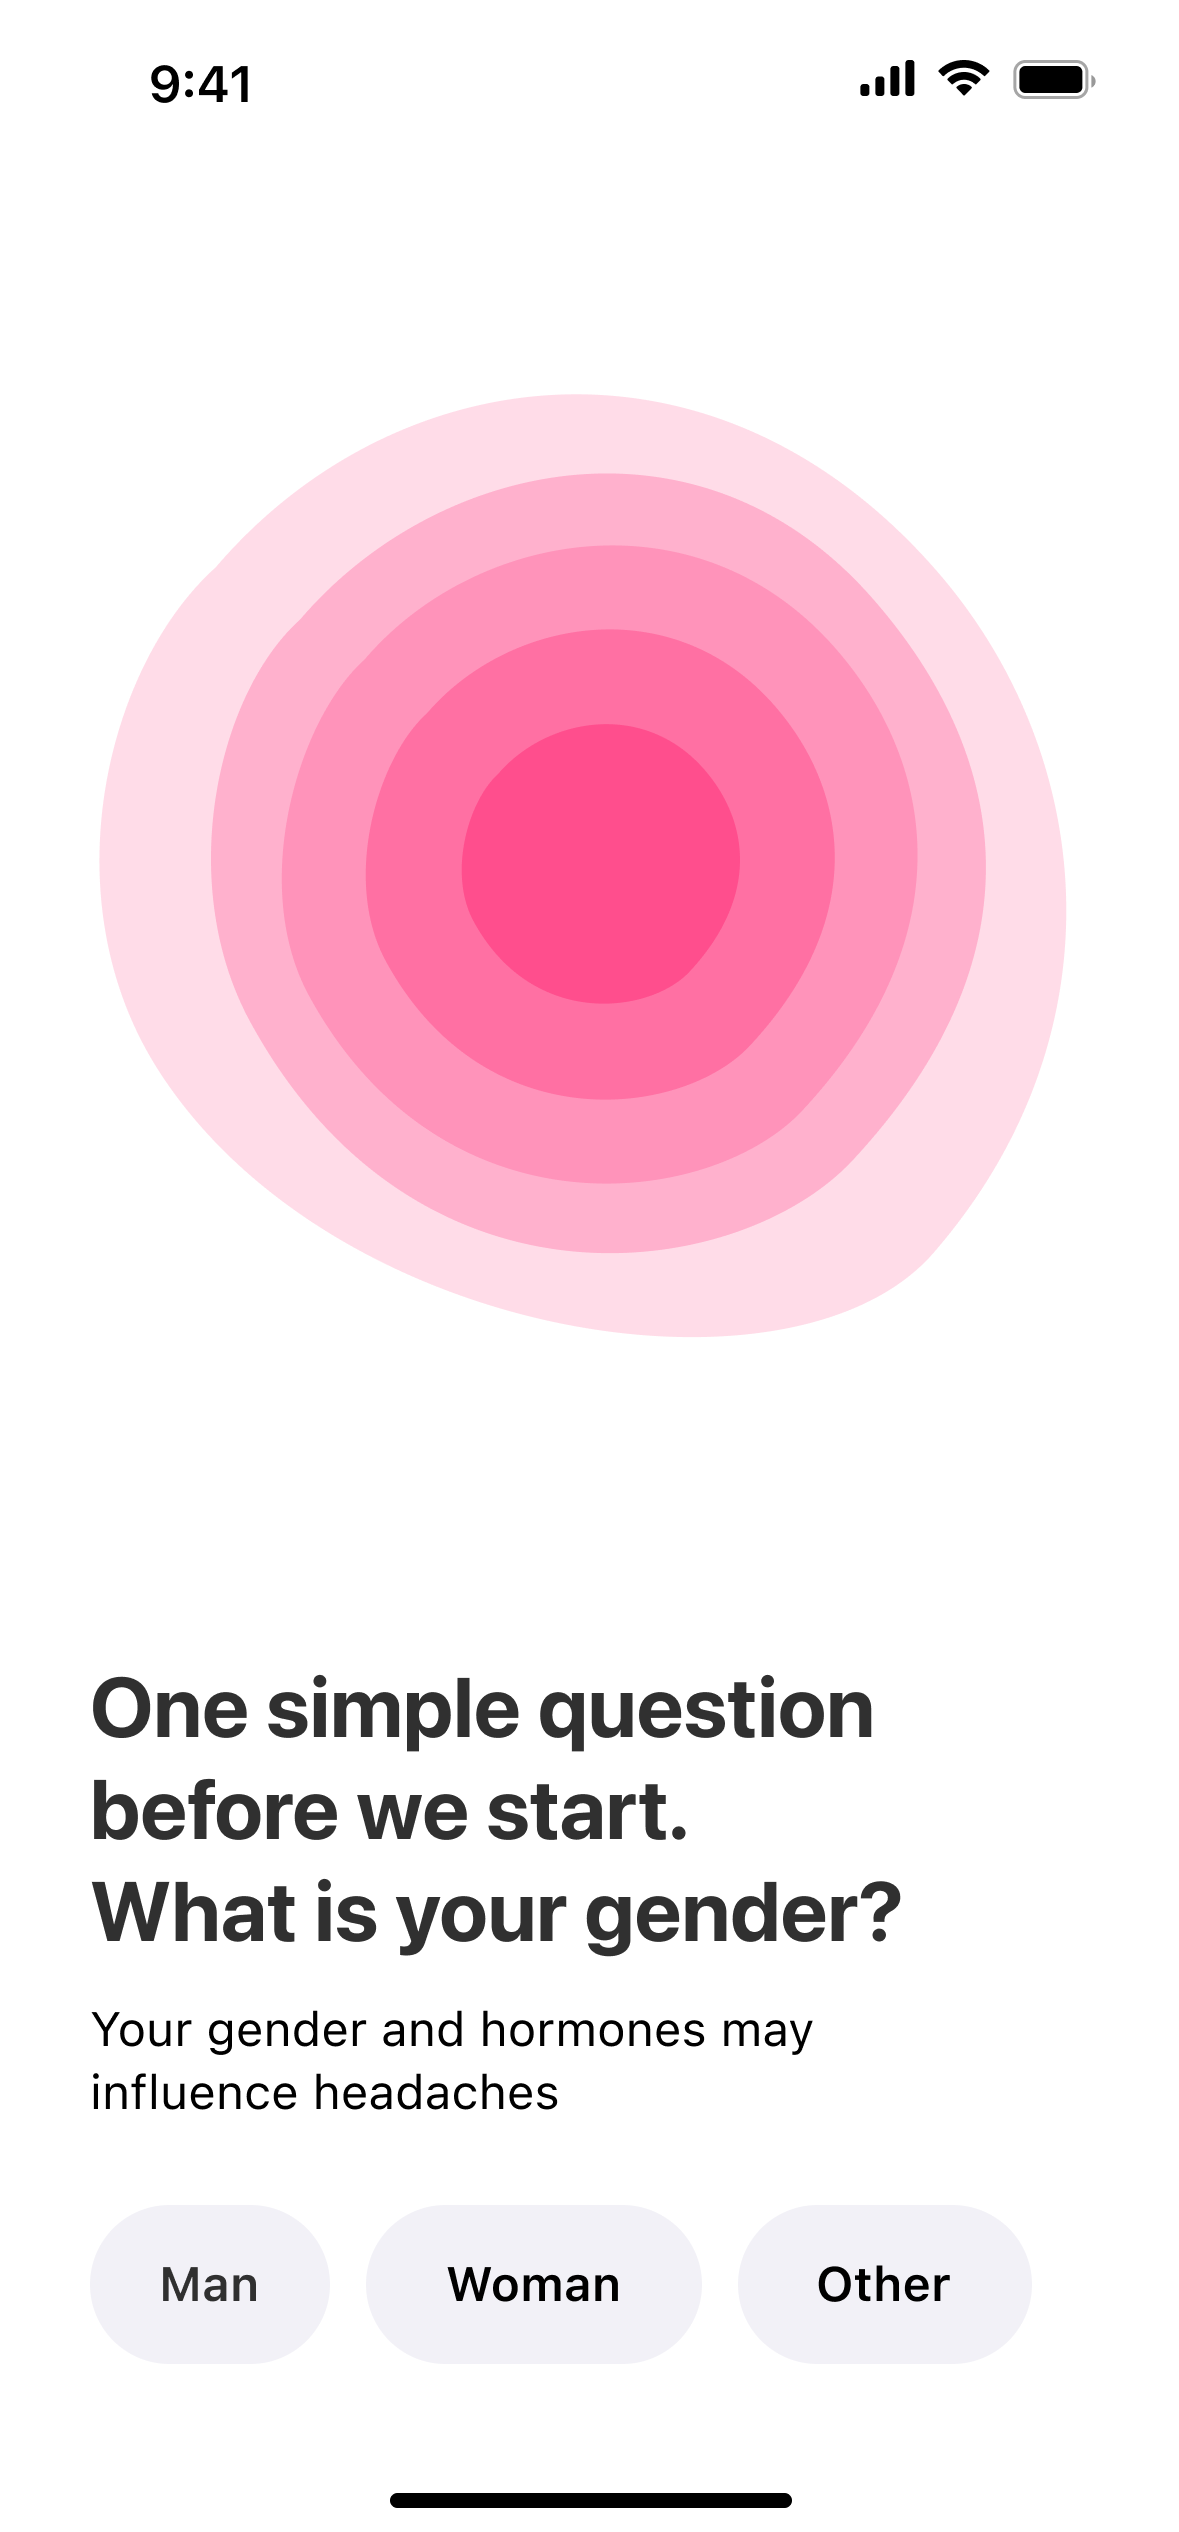 9:41
One simple question
before we start.
What is your gender?
Your gender and hormones may
influence headaches
Man
Woman
Other